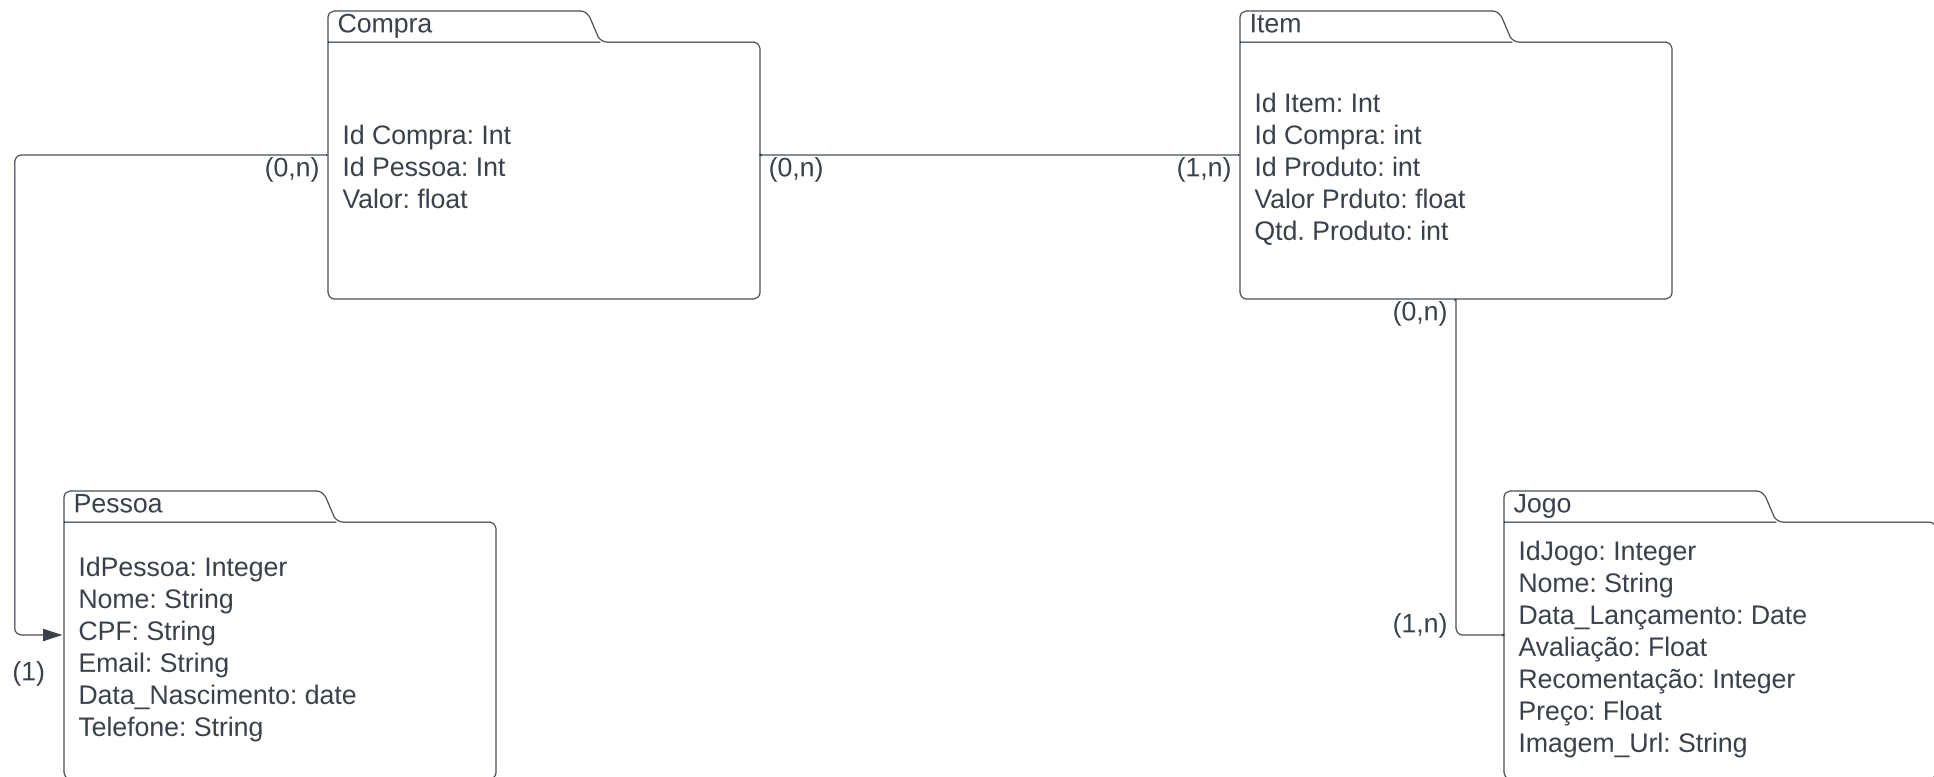 Compra
Id Compra: Int
Id Pessoa: Int
Valor: float
(0,n)
(0,n)
(1,n)
Item
Id Item: Int
Id Compra: int
Id Produto: int
Valor Prduto: float
Qtd. Produto: int
(0,n)
(1,n)
(1)
Pessoa
IdPessoa: Integer
Nome: String
CPF: String
Email: String
Data_Nascimento: date
Telefone: String
Jogo
IdJogo: Integer
Nome: String
Data_Lançamento: Date
Avaliação: Float
Recomentação: Integer
Preço: Float
Imagem_Url: String